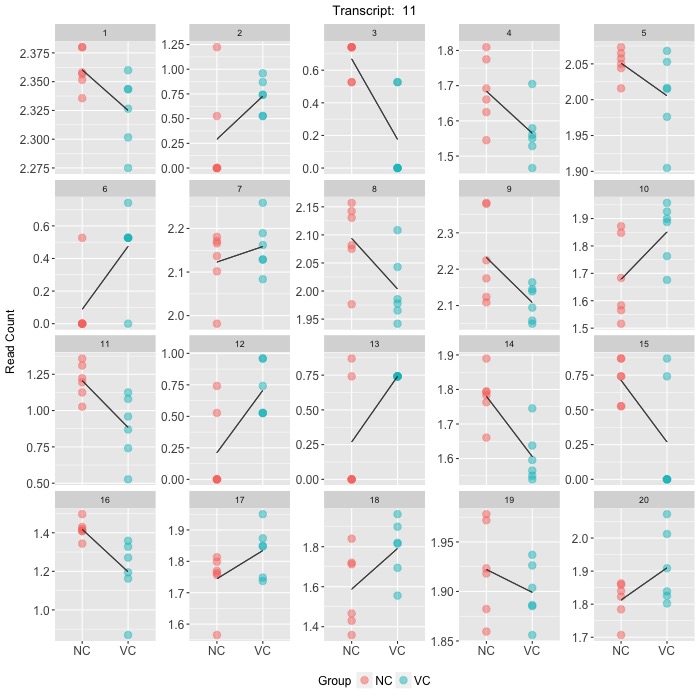 Transcript: 11
1 2 3 4 5
2.375 2.350 2.325 2.300 2.275
1.25 1.00 0.75 0.50 0.25 0.00
0.6 0.4 0.2 0.0
1.8 1.7 1.6 1.5
2.05 2.00 1.95 1.90
6 7 8 9 10
0.6 0.4 0.2 0.0
2.2 2.1 2.0
2.15 2.10 2.05 2.00 1.95
2.3 2.2 2.1
1.9 1.8 1.7 1.6 1.5
Read Count
11 12 13 14 15
1.25 1.00 0.75 0.50
1.00 0.75 0.50 0.25 0.00
0.75 0.50 0.25 0.00
1.9 1.8 1.7 1.6
0.75 0.50 0.25 0.00
16 17 18 19 20
1.4 1.2 1.0
1.9 1.8 1.7 1.6
1.8 1.6 1.4
1.95 1.90 1.85
2.0 1.9 1.8 1.7
NC VC NC VC NC VC NC VC NC VC
Group NC VC